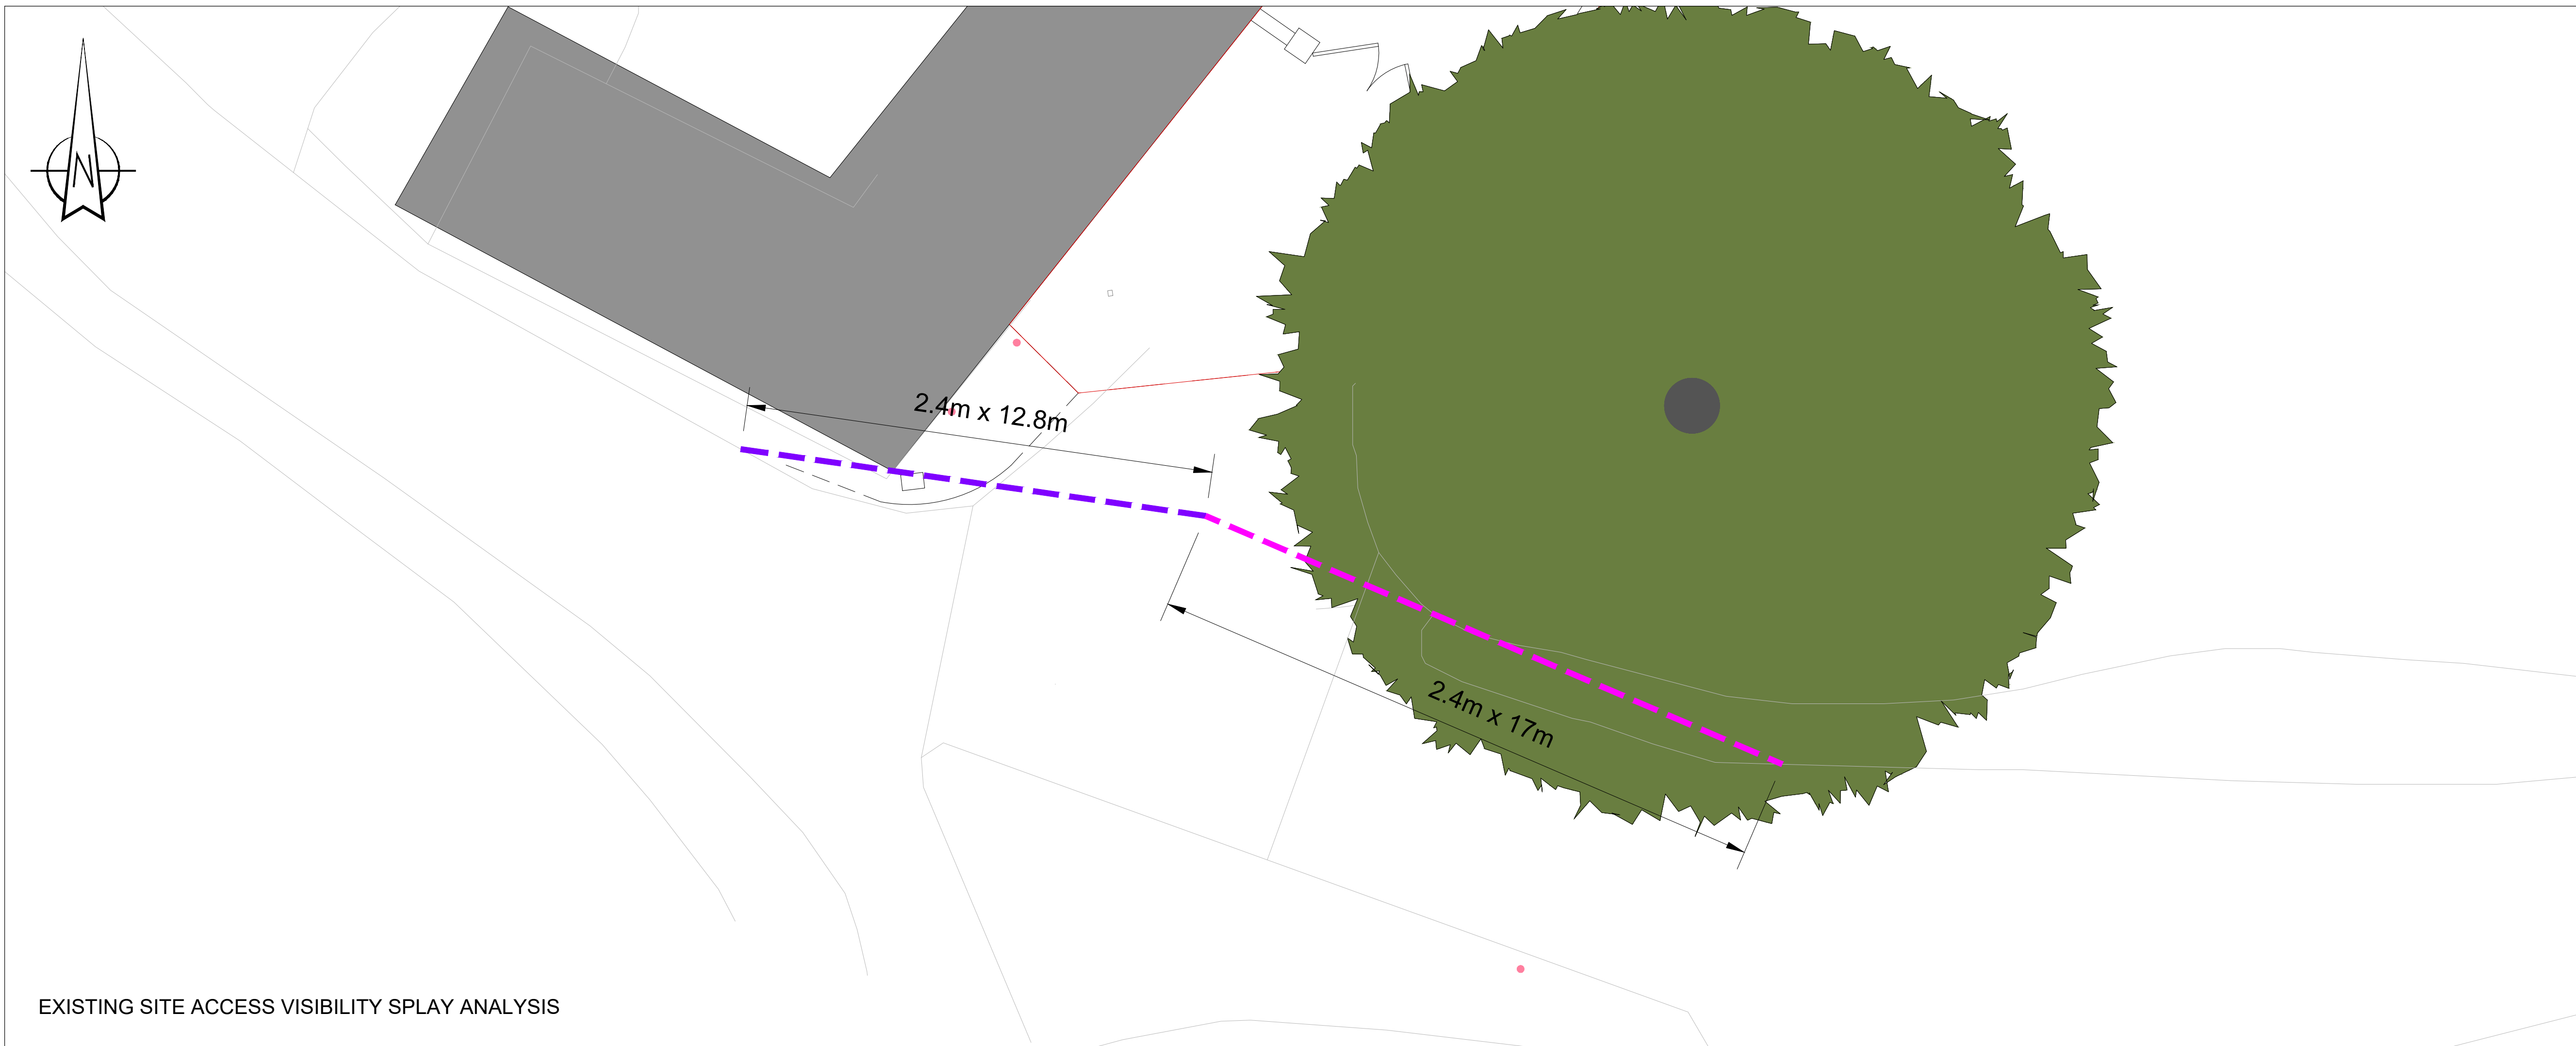 N
2.4m x 12.8m
2.4m x 17m
EXISTING SITE ACCESS VISIBILITY SPLAY ANALYSIS